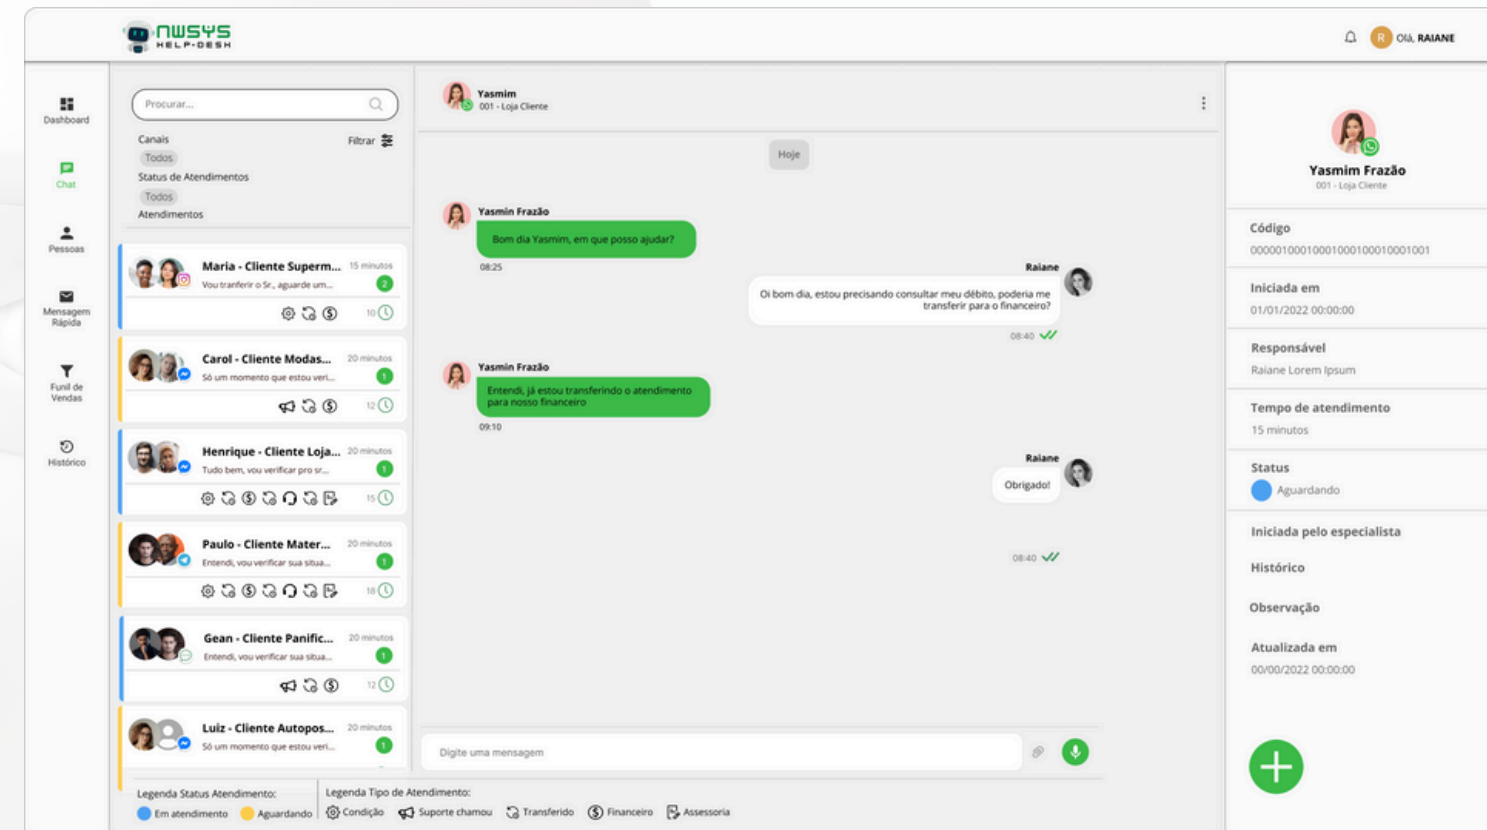 NWSYS
HELP-DESH
Olá, RAIANE
R
Dashboard
Chat
Pessoas
Mensagem
Rápida
Funil de
Vendas
Histórico
Procurar...
Canais
Filtrar
Todos
Status de Atendimentos
Todos
Atendimentos
Maria - Cliente Superm... 15 minutos
Vou tranferir o Sr., aguarde um... 2
10
Carol - Cliente Modas... 20 minutos
Só um momento que estou veri... 1
12
Henrique - Cliente Loja... 20 minutos
Tudo bem, vou verificar pro sr... 1
15
Paulo - Cliente Mater... 20 minutos
Entendi, vou verificar sua situa... 1
18
Gean - Cliente Panific... 20 minutos
Entendi, vou verificar sua situa... 1
12
Luiz - Cliente Autopos... 20 minutos
Só um momento que estou veri... 1
Legenda Status Atendimento:
Em atendimento Aguardando
Legenda Tipo de Atendimento:
Condição Suporte chamou Transferido Financeiro Assessoria
Yasmim
001 - Loja Cliente
Hoje
Yasmin Frazão
Bom dia Yasmim, em que posso ajudar?
08:25
Raiane
Oi bom dia, estou precisando consultar meu débito, poderia me
transferir para o financeiro?
08:40
Yasmin Frazão
Entendi, já estou transferindo o atendimento
para nosso financeiro
09:10
Raiane
Obrigado!
08:40
Digite uma mensagem
Yasmim Frazão
001 - Loja Cliente
Código
00000100010001000100010001001
Iniciada em
01/01/2022 00:00:00
Responsável
Raiane Lorem Ipsum
Tempo de atendimento
15 minutos
Status
Aguardando
Iniciada pelo especialista
Histórico
Observação
Atualizada em
00/00/2022 00:00:00